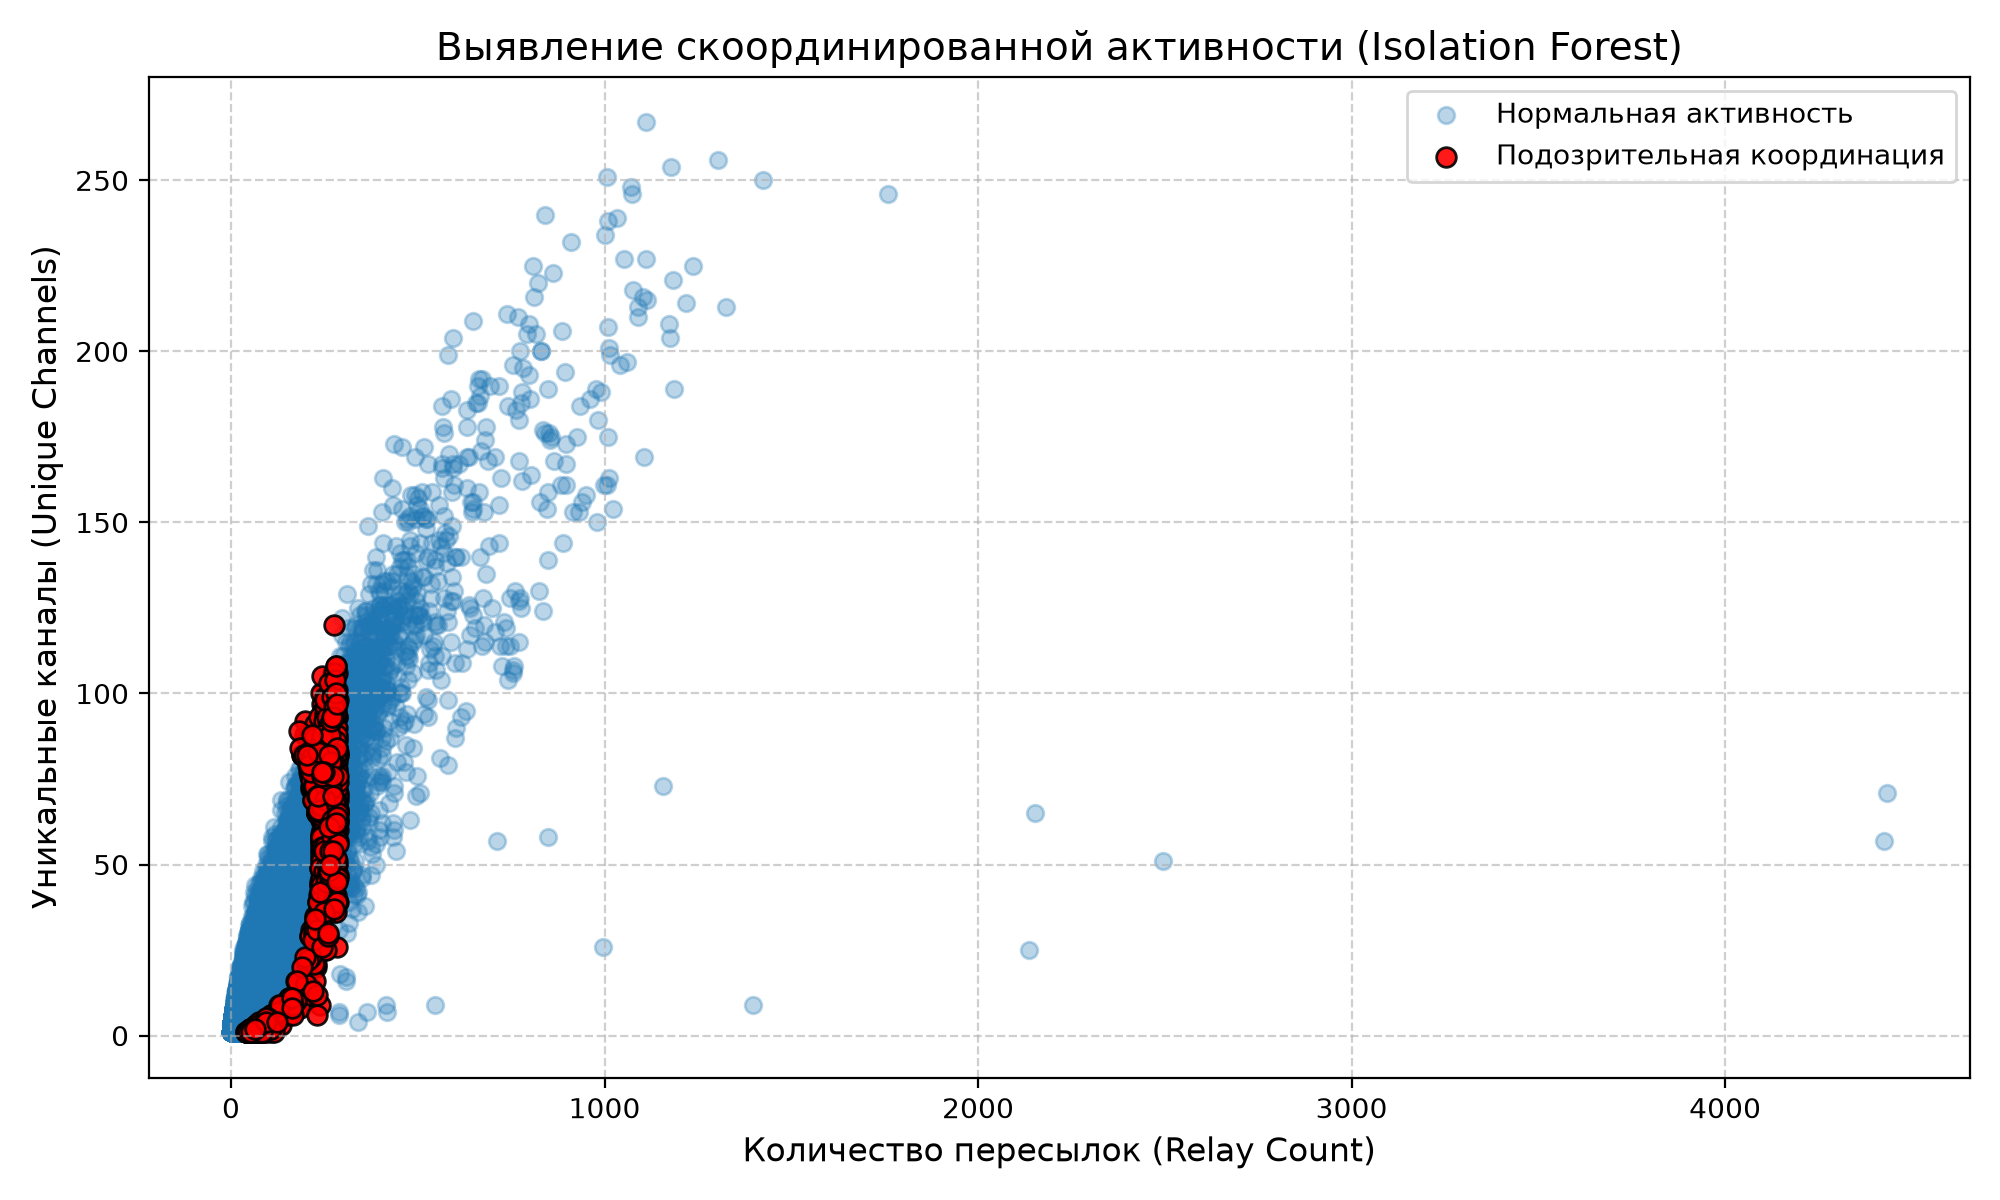 Выявление скоординированной активности (Isolation Forest)
Нормальная активность
Подозрительная координация
Уникальные каналы (Unique Channels)
250
200
150
100
50
0
0 1000 2000 3000 4000
Количество пересылок (Relay Count)